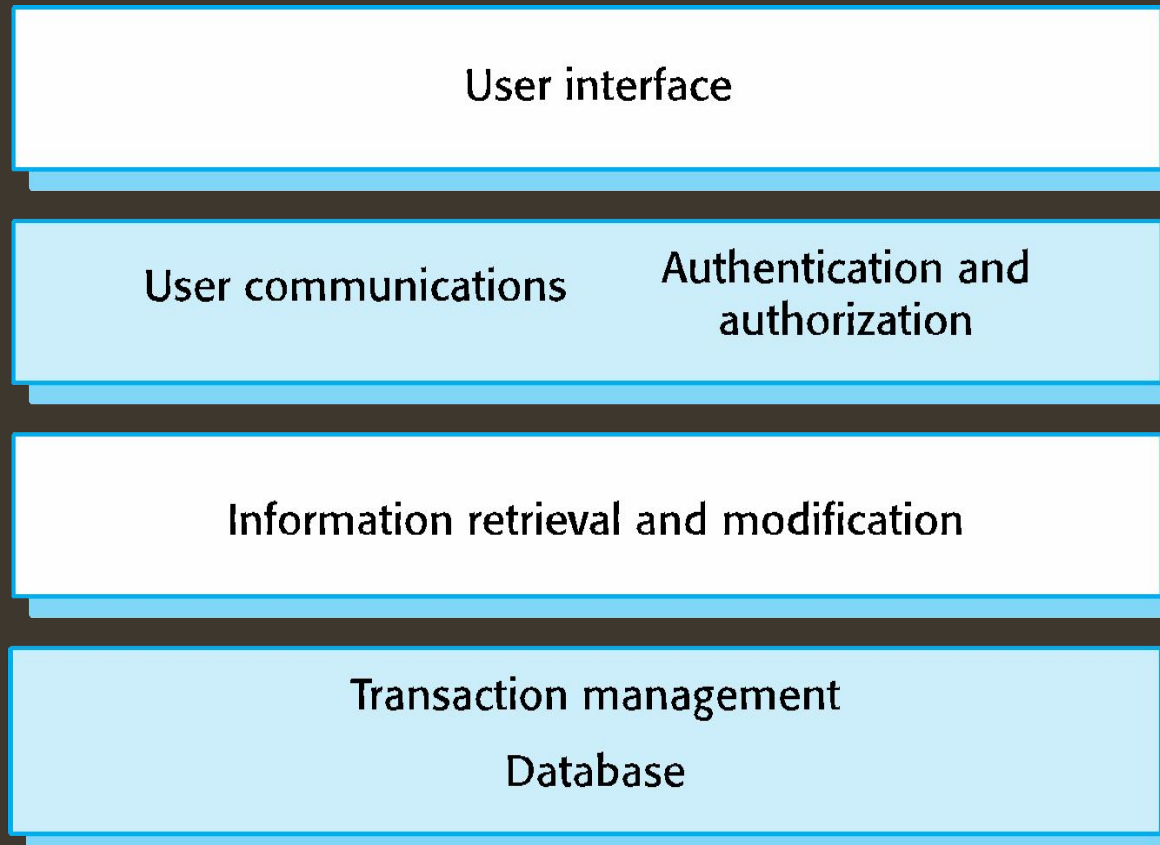 User interface
User communications
Authentication and
authorization
Information retrieval and modification
Transaction management
Database